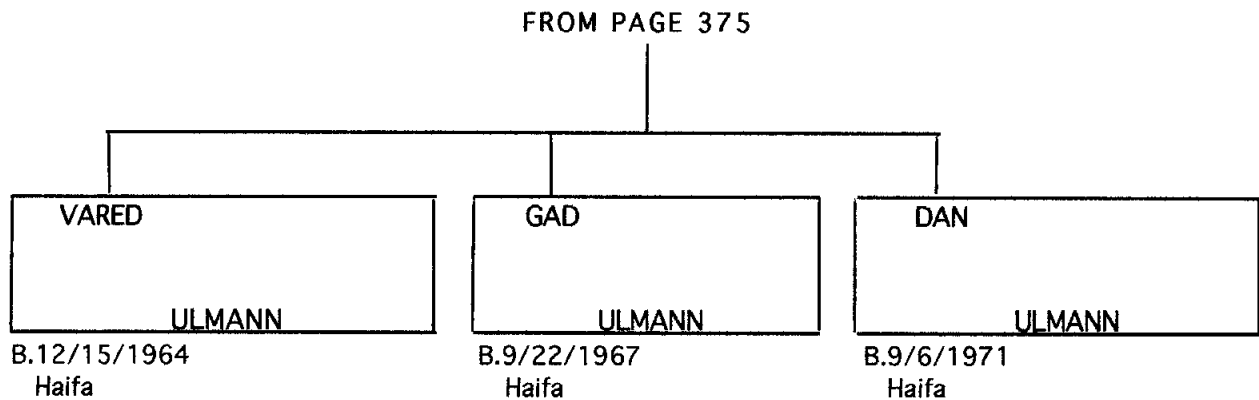 FROM PAGE 375
VARED
ULMANN
B.12/15/1964
Haifa
GAD
ULMANN
B.9/22/1967
Haifa
DAN
ULMANN
B.9/6/1971
Haifa